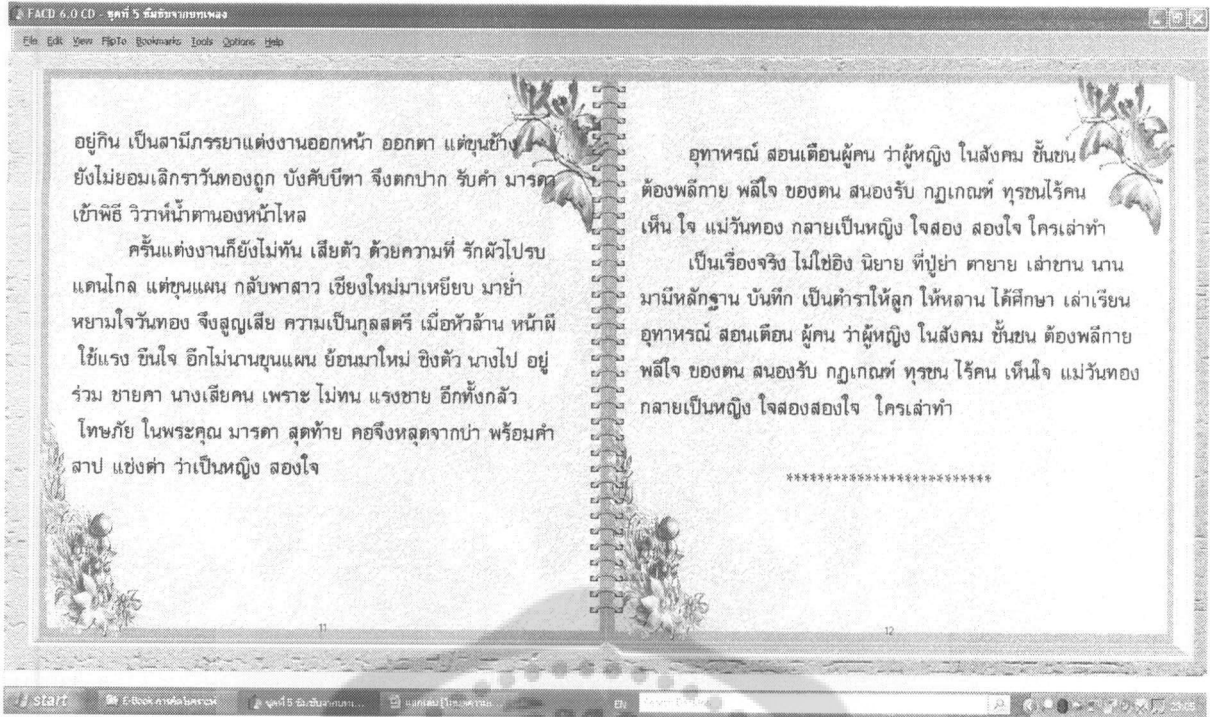 FACD 6.0 CD - ชุดที่ 5 ซึมซับจากบทเพลง
File Edit View FlipTo Bookmarks Tools Options Help
อยู่กิน เป็นสามีภรรยาแต่งงานออกหน้า ออกตา แต่ขุนช้าง
ยังไม่ยอมเลิกราวันทองถูก บังคับบีฑา จึงตกปาก รับคำ มารดา
เข้าพิธี วิวาห์น้ำตานองหน้าไหล
ครั้นแต่งงานก็ยังไม่ทัน เสียตัว ด้วยความที่ รักผัวไปรบ
แดนไกล แต่ขุนแผน กลับพาสาว เชียงใหม่มาเหยียบ มาย่ำ
หยามใจวันทอง จึงสูญเสีย ความเป็นกุลสตรี เมื่อหัวล้าน หน้าผี
ใช้แรง ขืนใจ อีกไม่นานขุนแผน ย้อนมาใหม่ ชิงตัว นางไป อยู่
ร่วม ชายคา นางเสียคน เพราะ ไม่ทน แรงชาย อีกทั้งกลัว
โทษภัย ในพระคุณ มารดา สุดท้าย คอจึงหลุดจากบ่า พร้อมคำ
สาป แช่งด่า ว่าเป็นหญิง สองใจ
11
อุทาหรณ์ สอนเตือนผู้คน ว่าผู้หญิง ในสังคม ชั้นชน
ต้องพลีกาย พลีใจ ของตน สนองรับ กฎเกณฑ์ ทุรชนไร้คน
เห็น ใจ แม่วันทอง กลายเป็นหญิง ใจสอง สองใจ ใครเล่าทำ
เป็นเรื่องจริง ไม่ใช่อิง นิยาย ที่ปู่ย่า ตายาย เล่าขาน นาน
มามีหลักฐาน บันทึก เป็นตำราให้ลูก ให้หลาน ได้ศึกษา เล่าเรียน
อุทาหรณ์ สอนเตือน ผู้คน ว่าผู้หญิง ในสังคม ชั้นชน ต้องพลีกาย
พลีใจ ของตน สนองรับ กฎเกณฑ์ ทุรชน ไร้คน เห็นใจ แม่วันทอง
กลายเป็นหญิง ใจสองสองใจ ใครเล่าทำ
**************************
12
start
EN
23:05